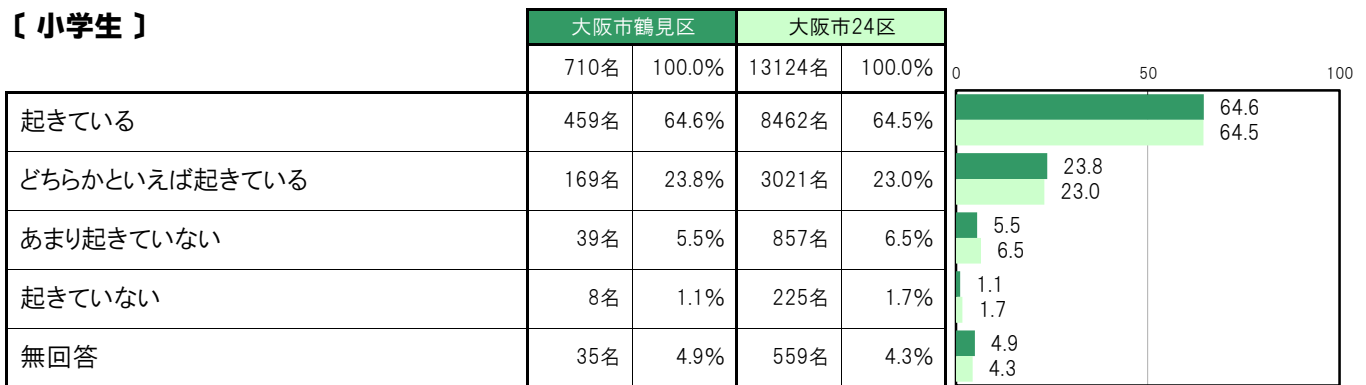 〔 小学生 〕
大阪市鶴見区 大阪市24区
710名 100.0% 13124名 100.0% 0 50 100
起きている 459名 64.6% 8462名 64.5% 64.6
64.5
どちらかといえば起きている 169名 23.8% 3021名 23.0% 23.8
23.0
あまり起きていない 39名 5.5% 857名 6.5% 5.5
6.5
起きていない 8名 1.1% 225名 1.7% 1.1
1.7
無回答 35名 4.9% 559名 4.3% 4.9
4.3